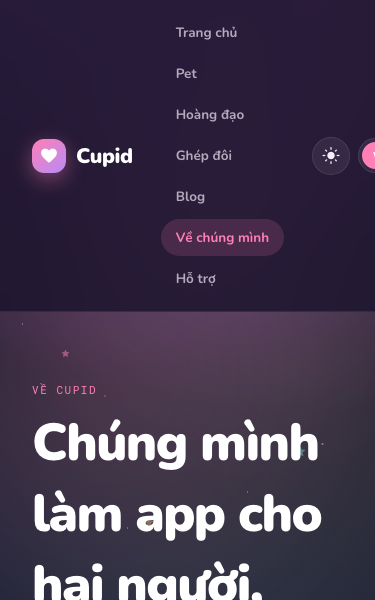 Trang chủ
Pet
Hoàng đạo
Cupid
Ghép đôi
Blog
Về chúng mình
Hỗ trợ
VỀ CUPID
Chúng mình
làm app cho
hai người.